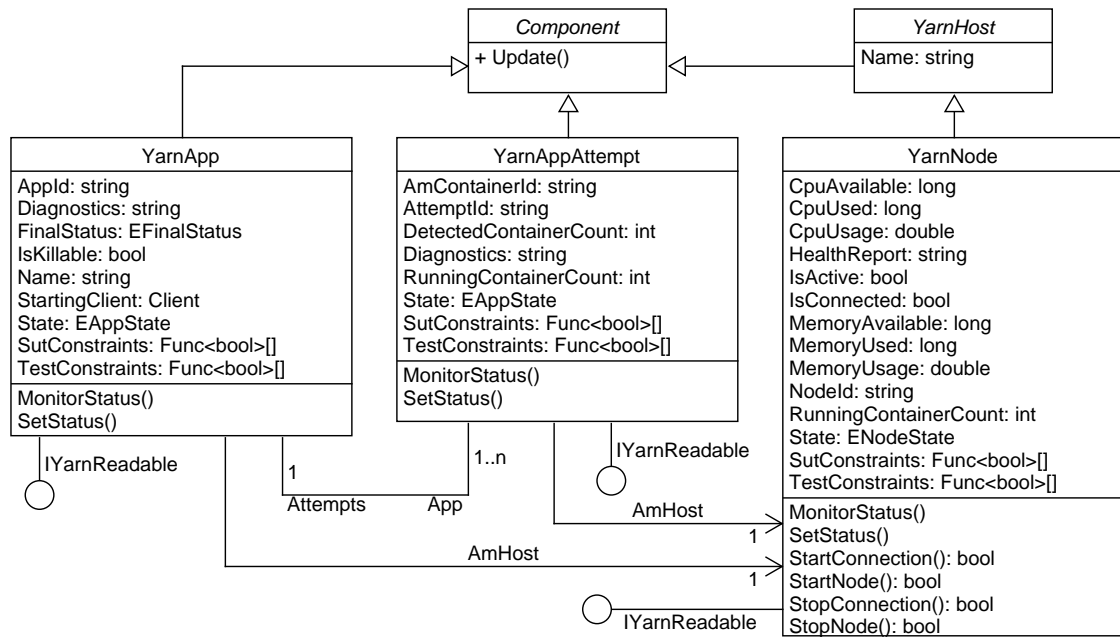 Component
+ Update()
YarnHost
Name: string
YarnApp
AppId: string
Diagnostics: string
FinalStatus: EFinalStatus
IsKillable: bool
Name: string
StartingClient: Client
State: EAppState
SutConstraints: Func<bool>[]
TestConstraints: Func<bool>[]
MonitorStatus()
SetStatus()
YarnAppAttempt
AmContainerId: string
AttemptId: string
DetectedContainerCount: int
Diagnostics: string
RunningContainerCount: int
State: EAppState
SutConstraints: Func<bool>[]
TestConstraints: Func<bool>[]
MonitorStatus()
SetStatus()
YarnNode
CpuAvailable: long
CpuUsed: long
CpuUsage: double
HealthReport: string
IsActive: bool
IsConnected: bool
MemoryAvailable: long
MemoryUsed: long
MemoryUsage: double
NodeId: string
RunningContainerCount: int
State: ENodeState
SutConstraints: Func<bool>[]
TestConstraints: Func<bool>[]
MonitorStatus()
SetStatus()
StartConnection(): bool
StartNode(): bool
StopConnection(): bool
StopNode(): bool
IYarnReadable
1
Attempts
1..n
App
IYarnReadable
AmHost
1
AmHost
1
IYarnReadable